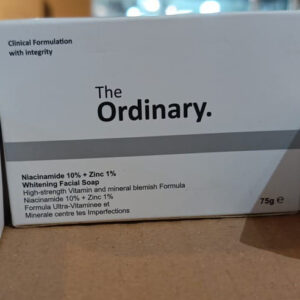 Clinical Formulation
with Integrity
The
Ordinary.
Niacinamide 10% + Zinc 1%
Whitening Facial Soap
High-strength Vitamin and mineral blemish Formula
Niacinamide 10% + Zinc 1%
Formula Ultra-Vitaminee et
Minerale centre tes Imperfections
75g e